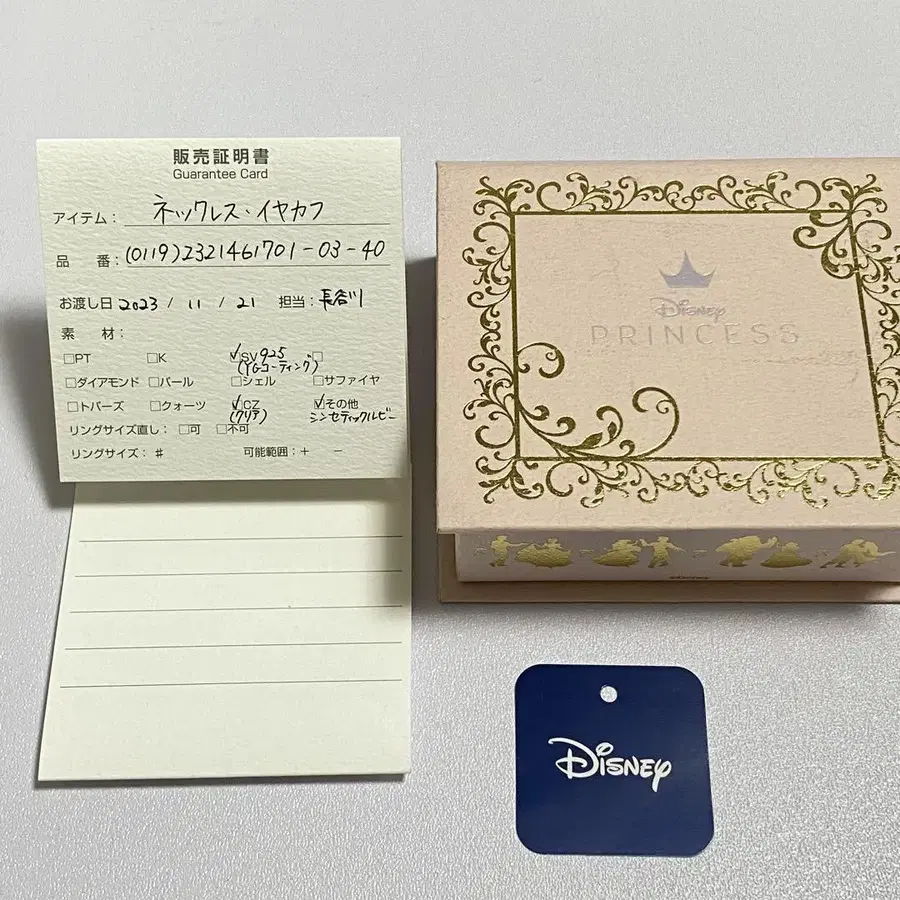 販売証明書
Guarantee Card
アイテム： ネックレス・イヤカフ
品 番： (0119)2321461701-03-40
お渡し日 2023 / 11 / 21 担当： 長谷川
素 材：
□PT □K ☑SV925 □
(YGコーティング)
□ダイアモンド □パール □シェル □サファイヤ
□トパーズ □クォーツ ☑CZ ☑その他
(クリア) シンセティックルビー
リングサイズ直し： □可 □不可
リングサイズ：# 可能範囲：＋ －
Disney
PRINCESS
Disney
Disney